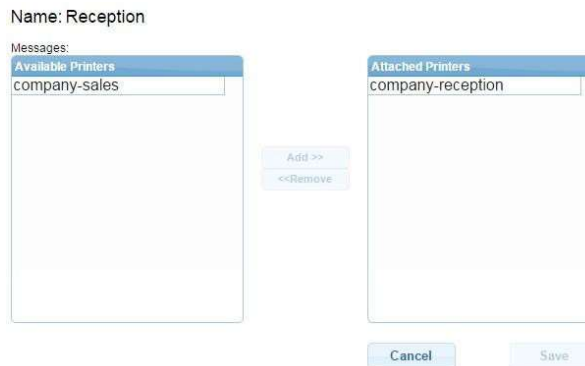 Name: Reception
Messages:
Available Printers
company-sales
Add >>
<<Remove
Attached Printers
company-reception
Cancel
Save